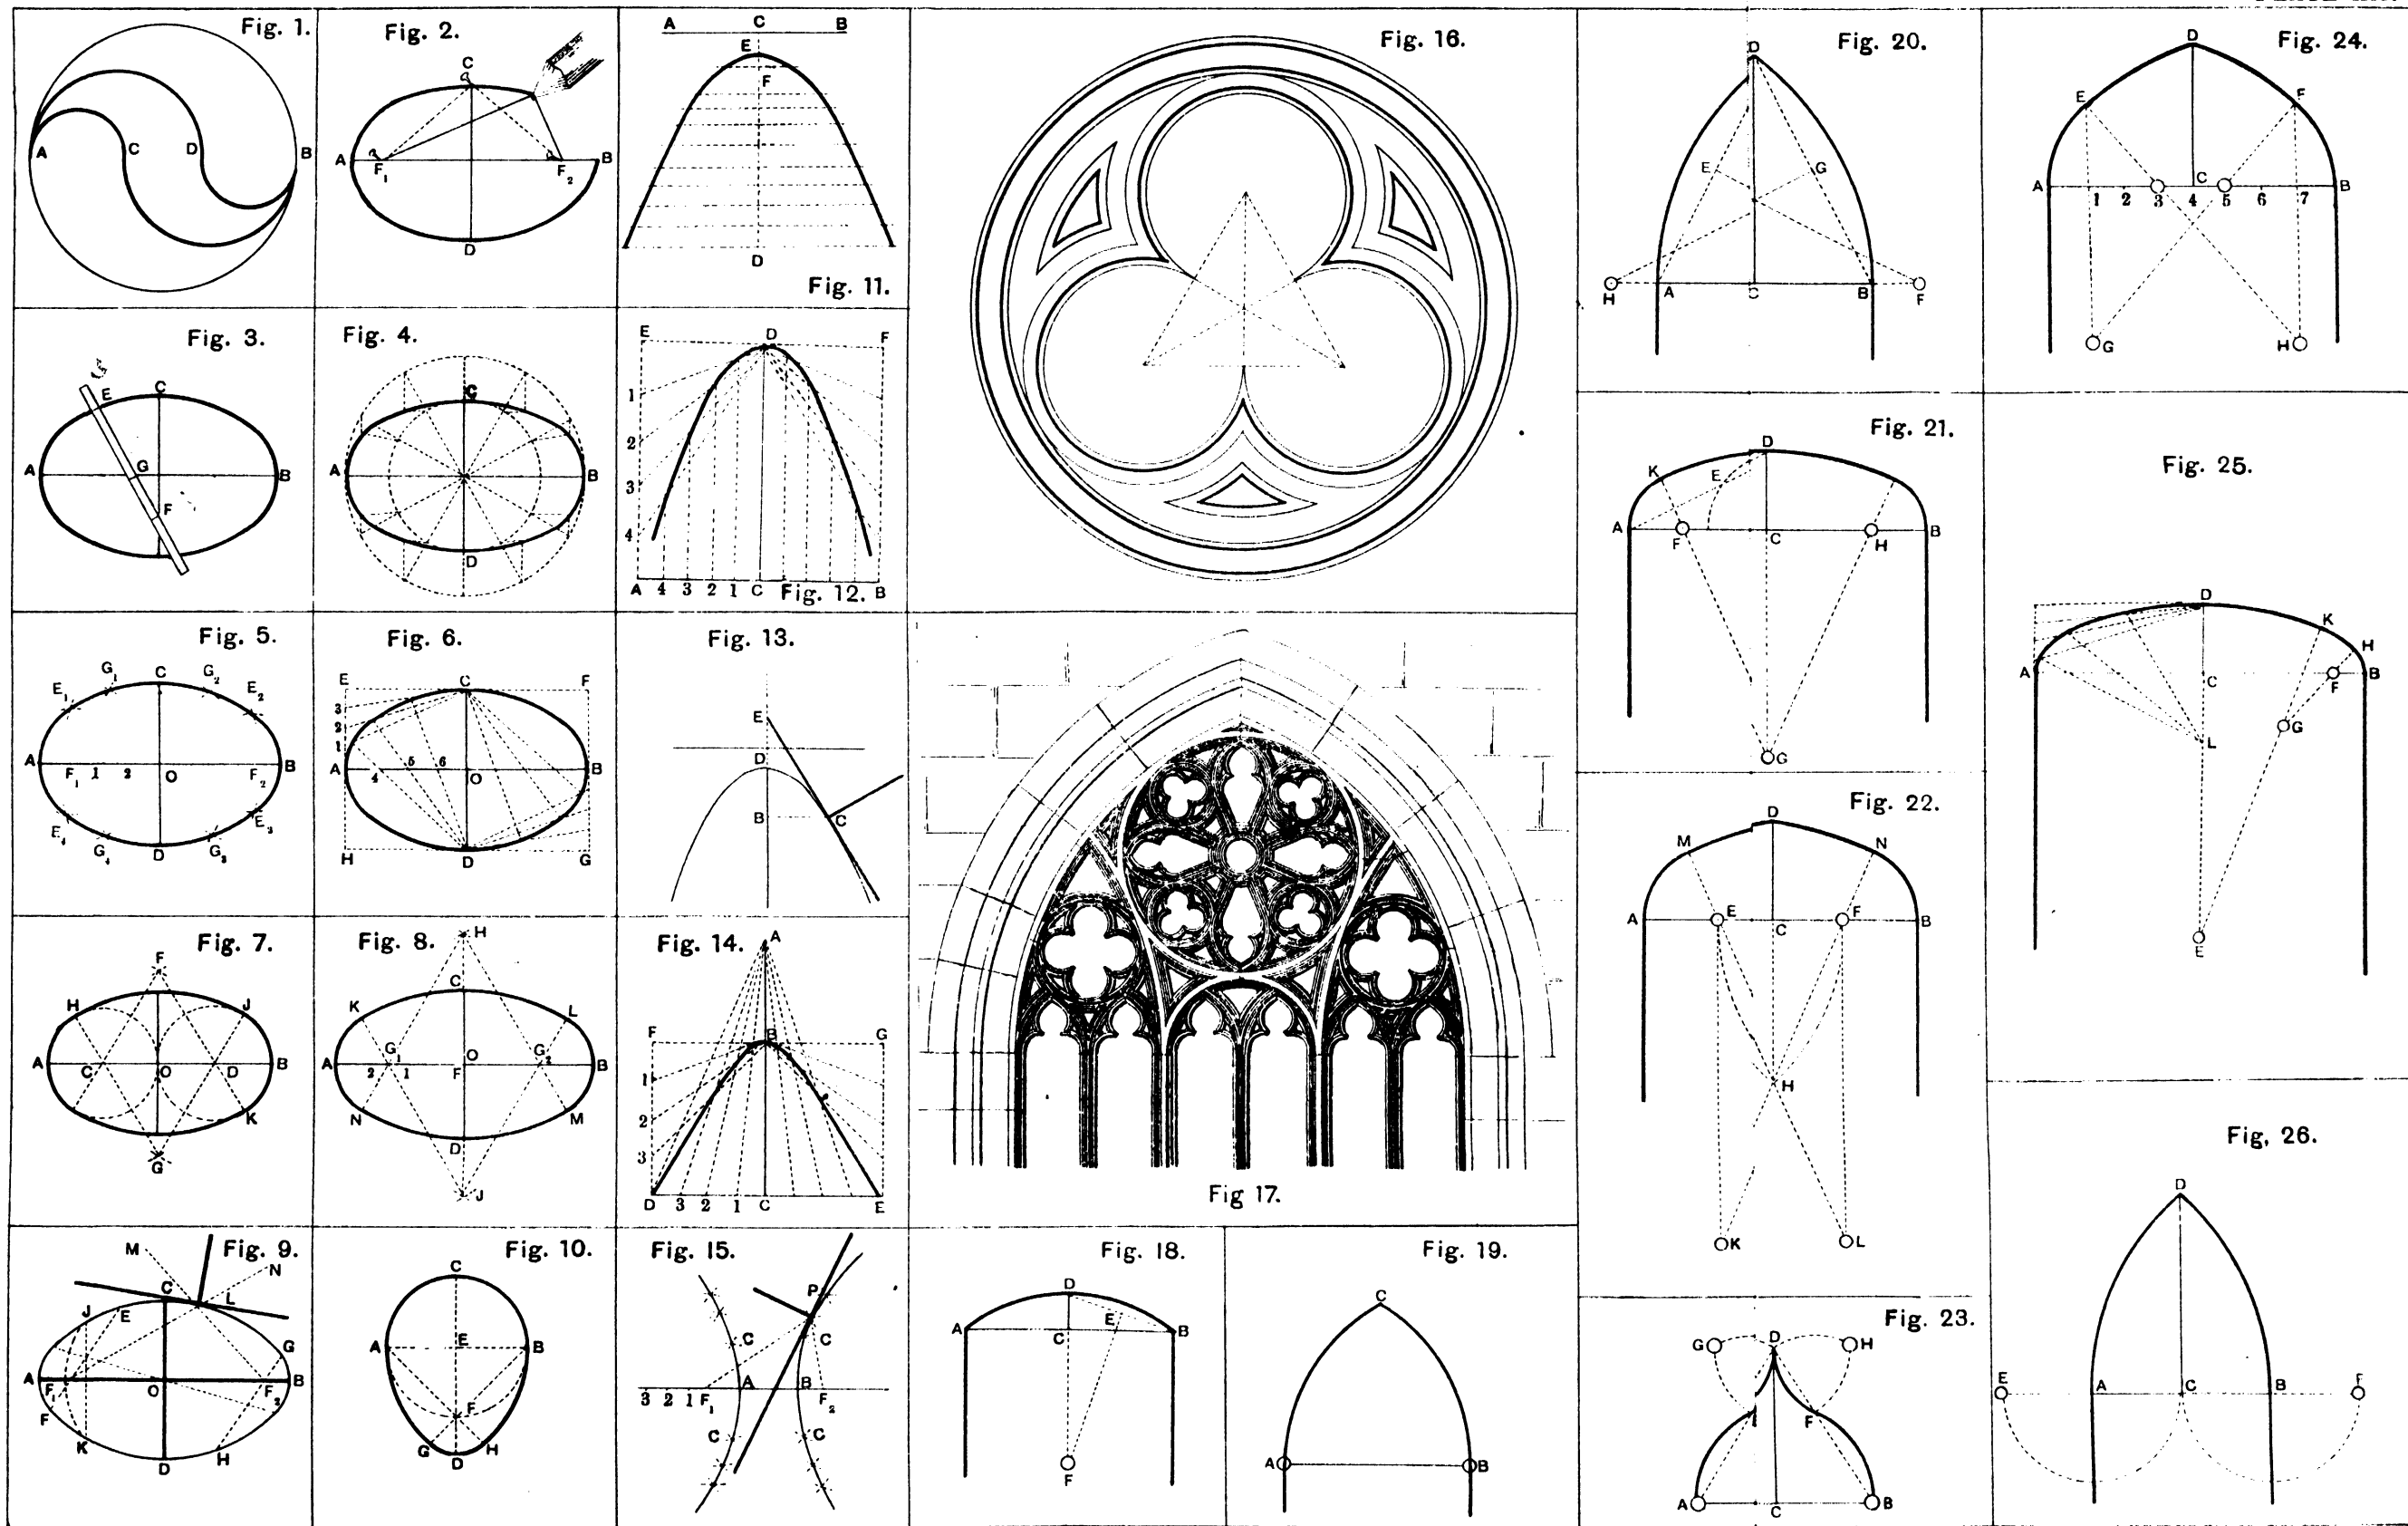 Fig. 1.
A C D B
Fig. 2.
C
A F1 F2 B
D
A C B
E
F
D
Fig. 11.
Fig. 3.
E C
A G B
F
Fig. 4.
C
A B
D
E D F
1
2
3
4
A 4 3 2 1 C Fig. 12. B
Fig. 5.
E1 G1 C G2 E2
A F1 1 2 O F2 B
E4 G4 D G3 E3
Fig. 6.
E C F
3
2
1
A 4 5 6 O B
H D G
Fig. 13.
E
D
B C
Fig. 7.
F
H J
A C O D B
K
G
Fig. 8.
H
C
K L
G1 O G2
A 2 1 F B
N M
D
J
Fig. 14.
A
F B G
1
2
3
D 3 2 1 C E
Fig. 9.
M N
C L
J E
G
A F1 O F2 B
F
K H
D
Fig. 10.
C
A E B
F
G H
D
Fig. 15.
P
C C
A B
3 2 1 F1 F2
C C
Fig. 16.
Fig 17.
Fig. 18.
D
A C E B
F
Fig. 19.
C
A B
Fig. 20.
D
E G
H A C B F
Fig. 21.
D
K E
A F C H B
G
Fig. 22.
D
M N
A E C F B
H
K L
Fig. 23.
G D H
F
A C B
Fig. 24.
D
E F
A C B
1 2 3 4 5 6 7
G H
Fig. 25.
D
K
H
A C F B
G
L
E
Fig, 26.
D
E A C B F